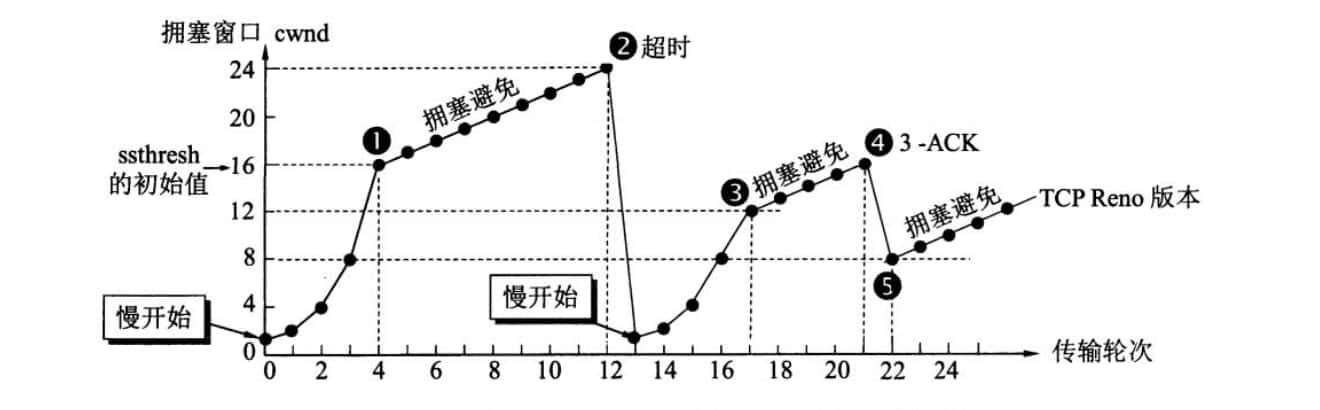 拥塞窗口 cwnd
❷超时
24
拥塞避免
20
❶
ssthresh
的初始值
16
❹ 3 -ACK
❸拥塞避免
12
拥塞避免
TCP Reno 版本
8
❺
4
慢开始
慢开始
0
0 2 4 6 8 10 12 14 16 18 20 22 24
传输轮次